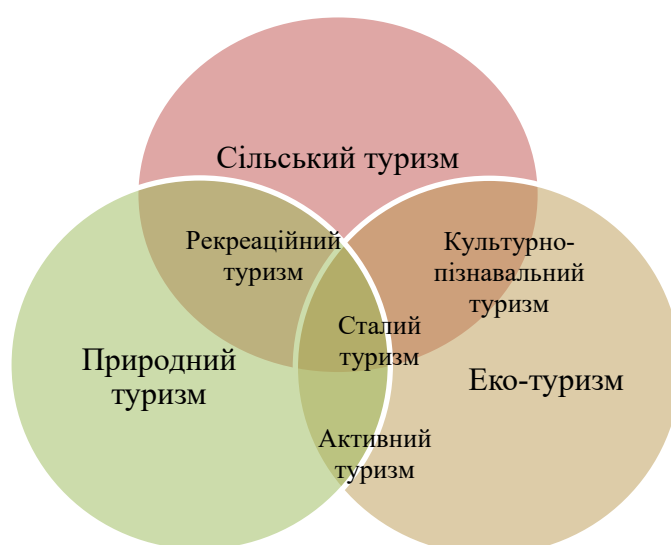 Сільський туризм
Рекреаційний
туризм
Культурно-
пізнавальний
туризм
Сталий
туризм
Природний
туризм
Еко-туризм
Активний
туризм